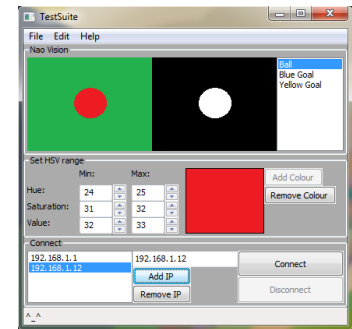 TestSuite
File Edit Help
Nao Vision
Ball
Blue Goal
Yellow Goal
Set HSV range
Min: Max:
Add Colour
Hue: 24 25
Remove Colour
Saturation: 31 32
Value: 32 33
Connect
192.168.1.1 192.168.1.12
192.168.1.12
Connect
Add IP
Remove IP
Disconnect
^_^